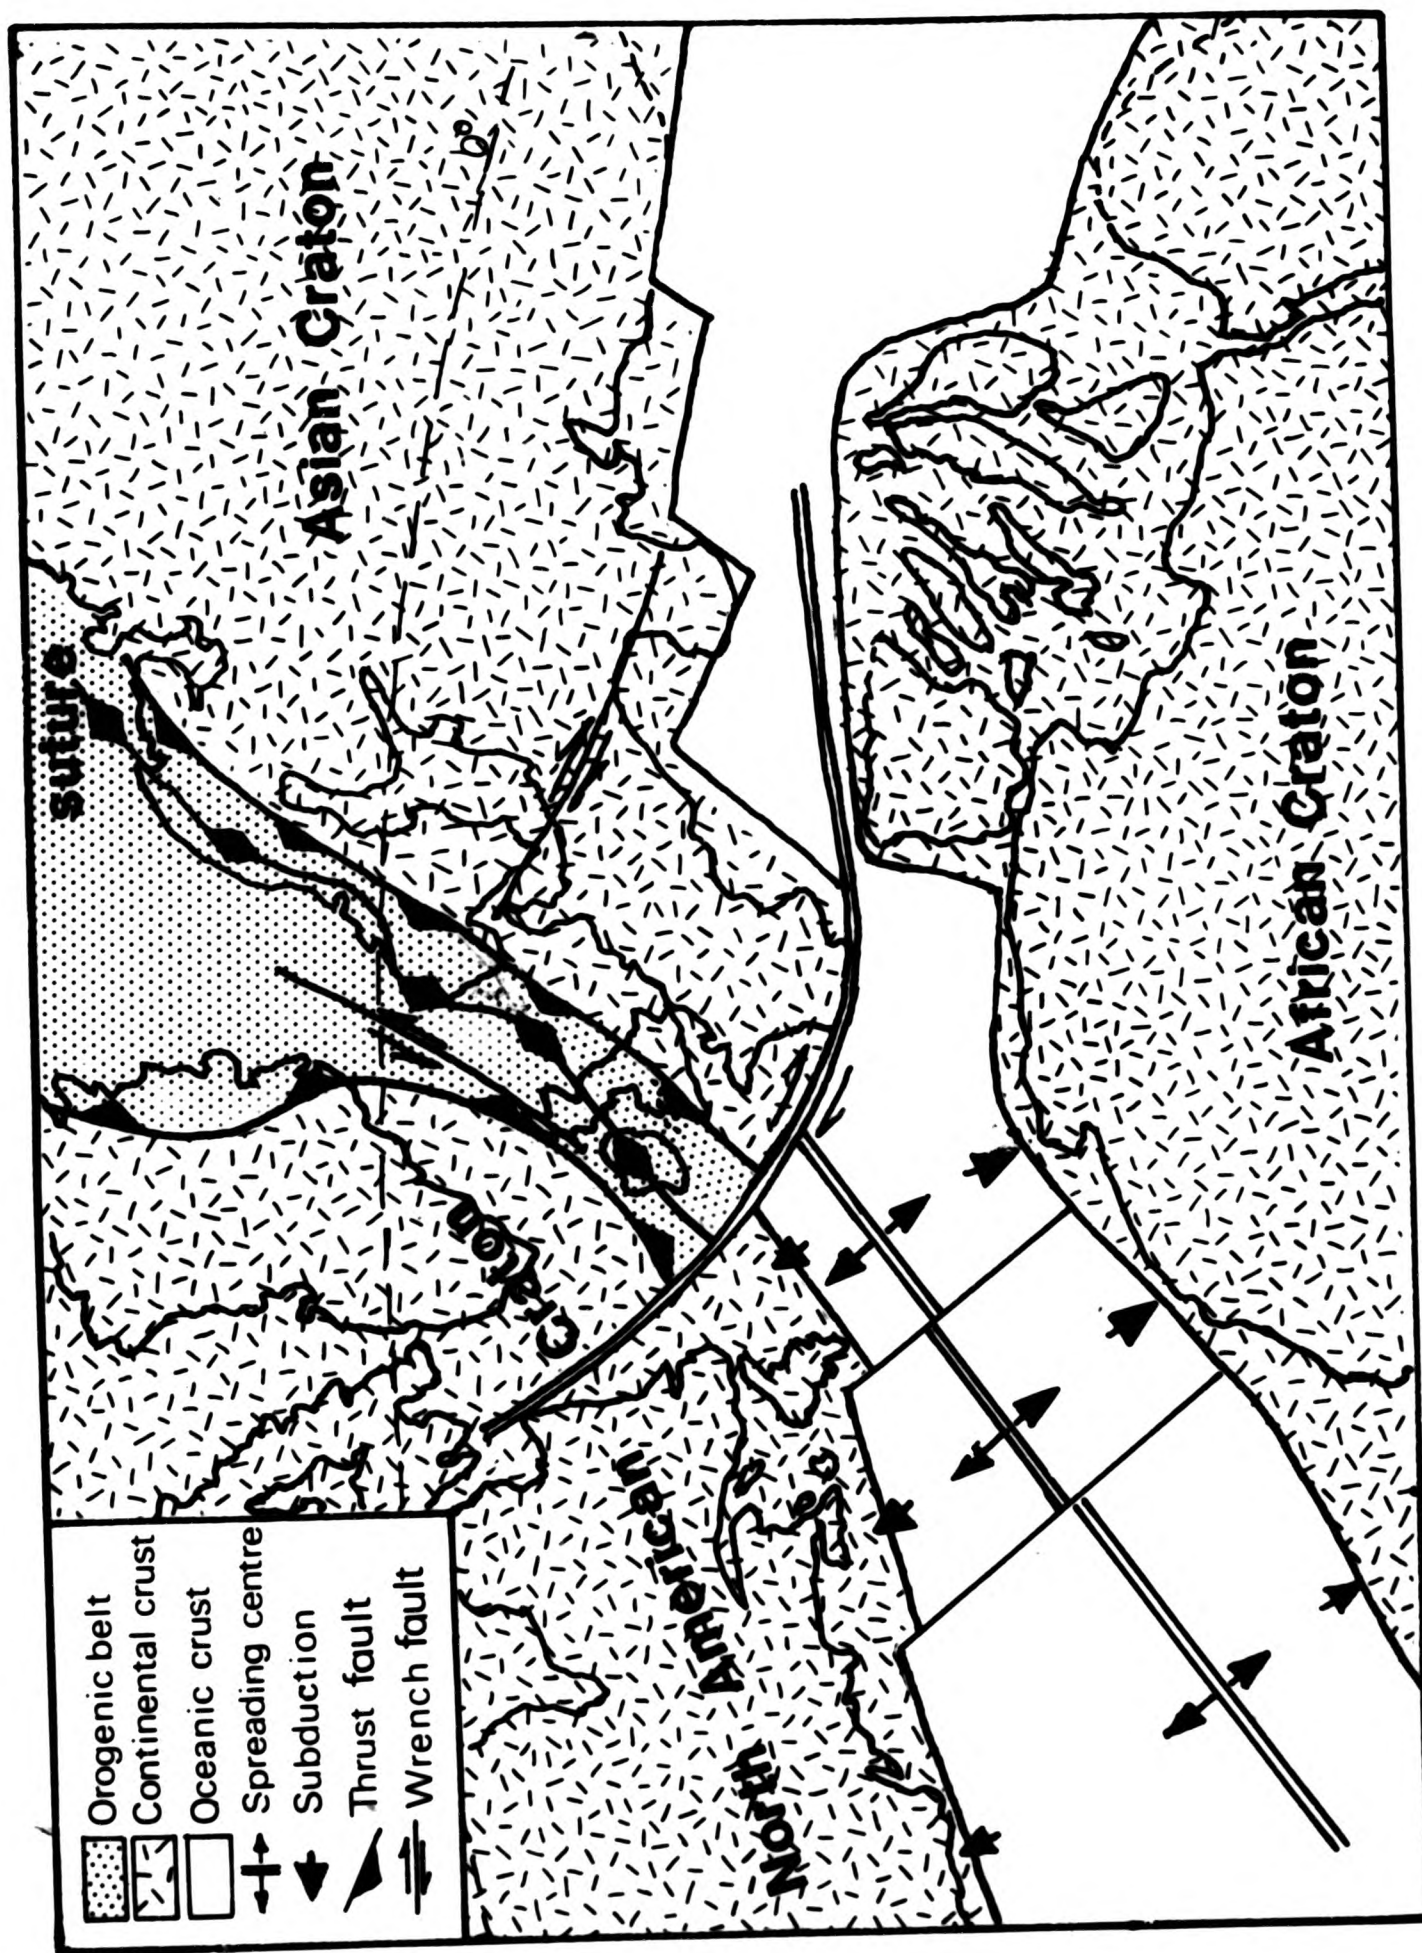 Orogenic belt
Continental crust
Oceanic crust
Spreading centre
Subduction
Thrust fault
Wrench fault
suture
Asian Craton
North American
Craton
African Craton